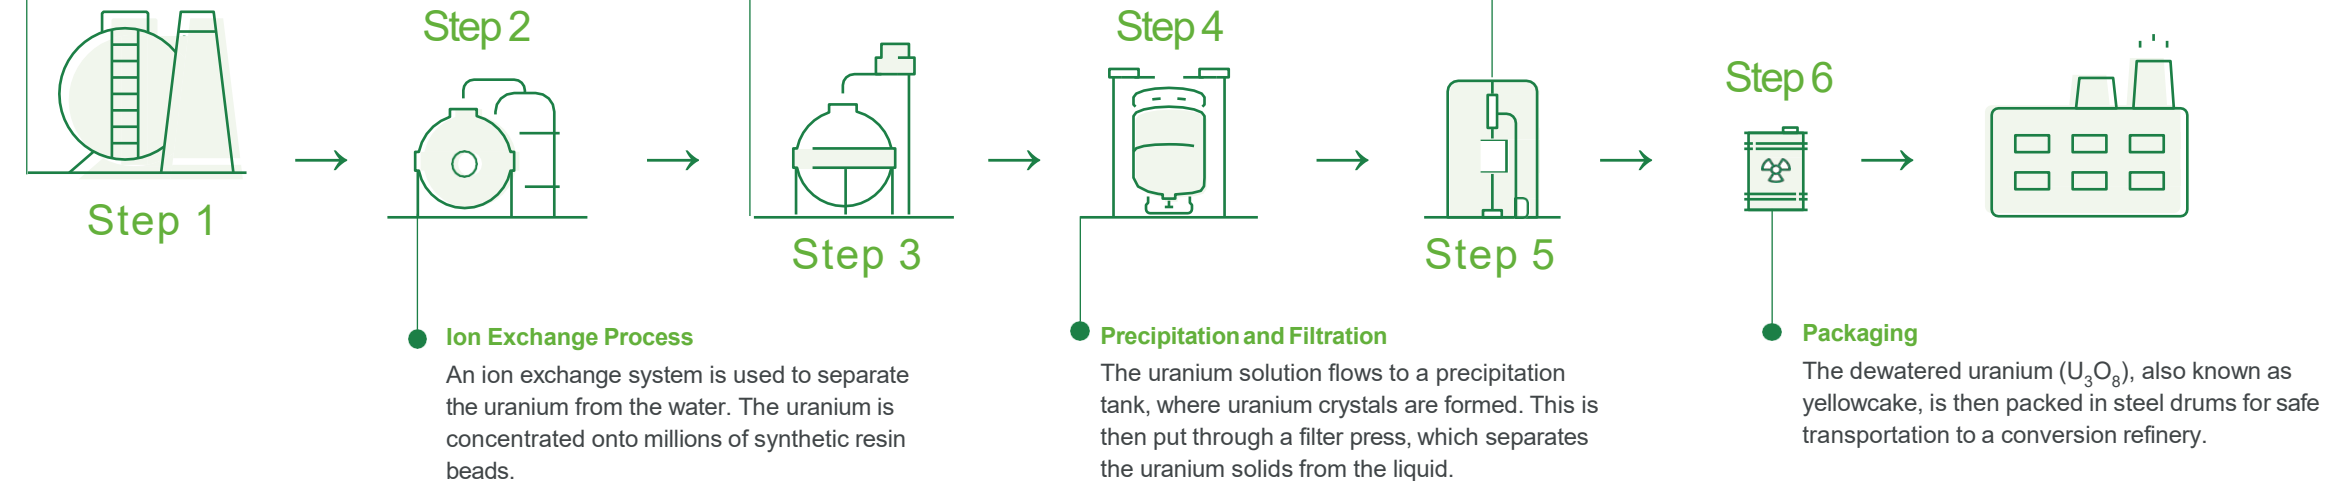 Step 2
Step 4
Step 6
Step 1
Step 3
Step 5
Ion Exchange Process
An ion exchange system is used to separate
the uranium from the water. The uranium is
concentrated onto millions of synthetic resin
beads.
Precipitation and Filtration
The uranium solution flows to a precipitation
tank, where uranium crystals are formed. This is
then put through a filter press, which separates
the uranium solids from the liquid.
Packaging
The dewatered uranium (U₃O₈), also known as
yellowcake, is then packed in steel drums for safe
transportation to a conversion refinery.